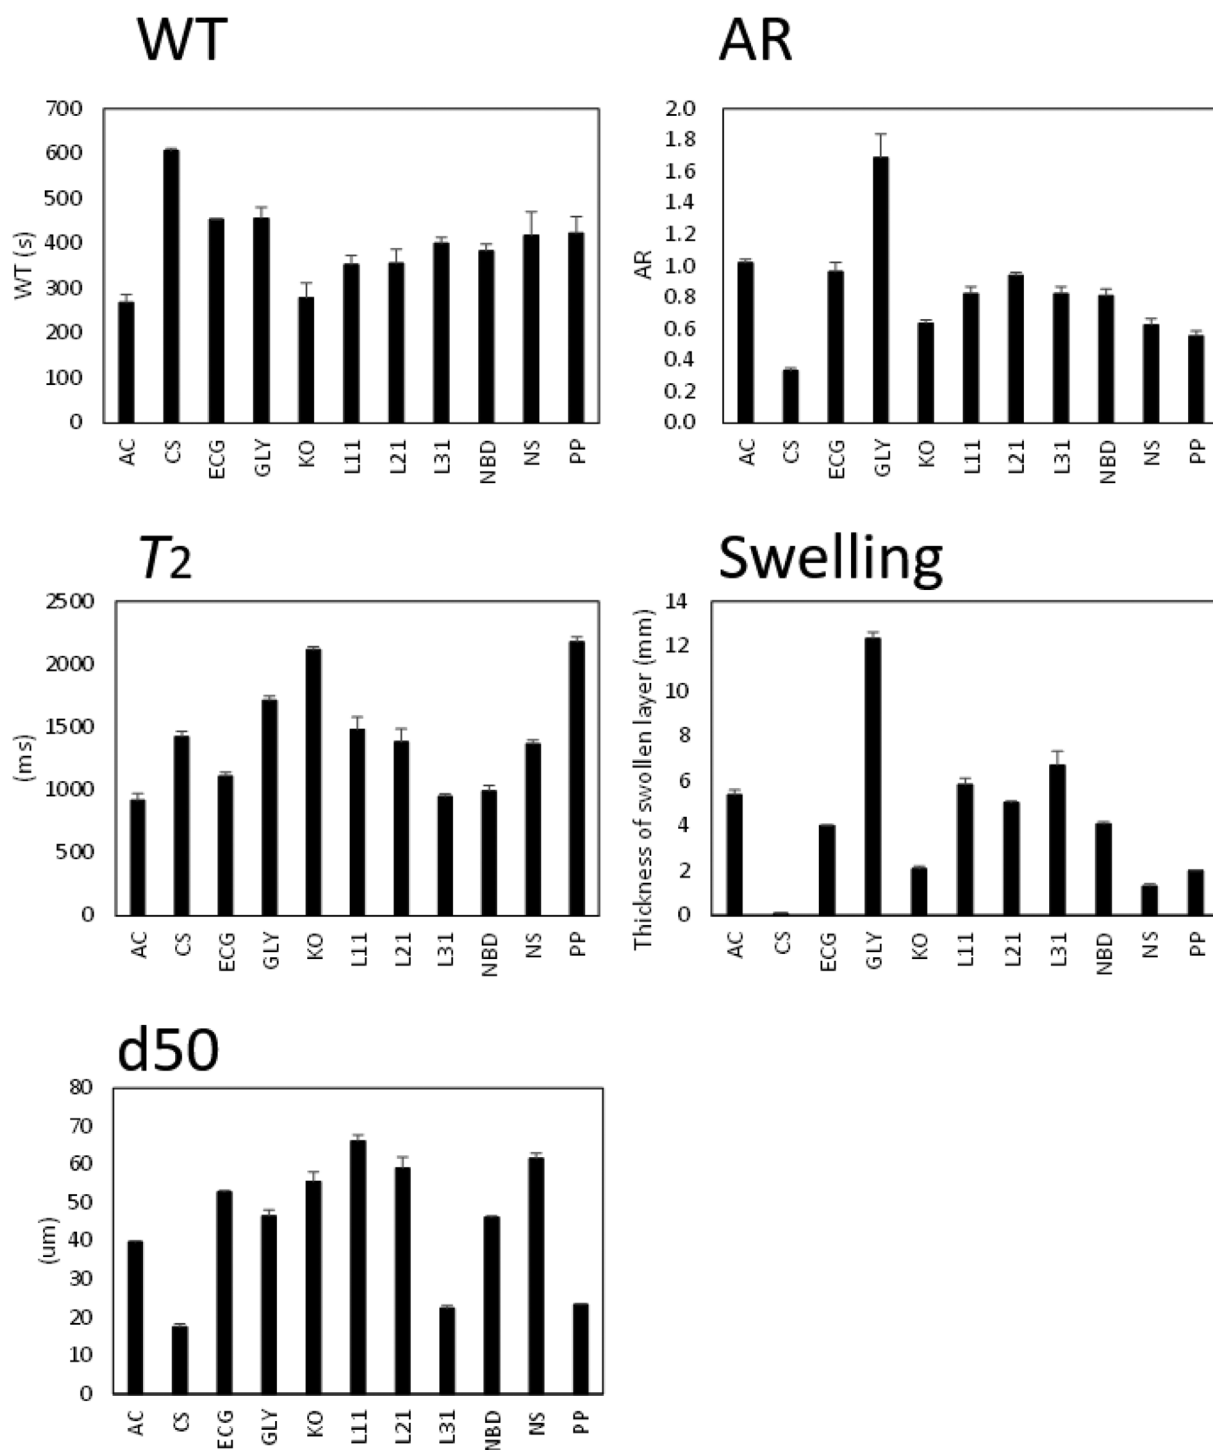 WT
700
600
500
400
300
200
100
0
WT (s)
AC CS ECG GLY KO L11 L21 L31 NBD NS PP
AR
2.0
1.8
1.6
1.4
1.2
1.0
0.8
0.6
0.4
0.2
0.0
AR
AC CS ECG GLY KO L11 L21 L31 NBD NS PP
T2
2500
2000
1500
1000
500
0
(ms)
AC CS ECG GLY KO L11 L21 L31 NBD NS PP
Swelling
14
12
10
8
6
4
2
0
Thickness of swollen layer (mm)
AC CS ECG GLY KO L11 L21 L31 NBD NS PP
d50
80
70
60
50
40
30
20
10
0
(um)
AC CS ECG GLY KO L11 L21 L31 NBD NS PP